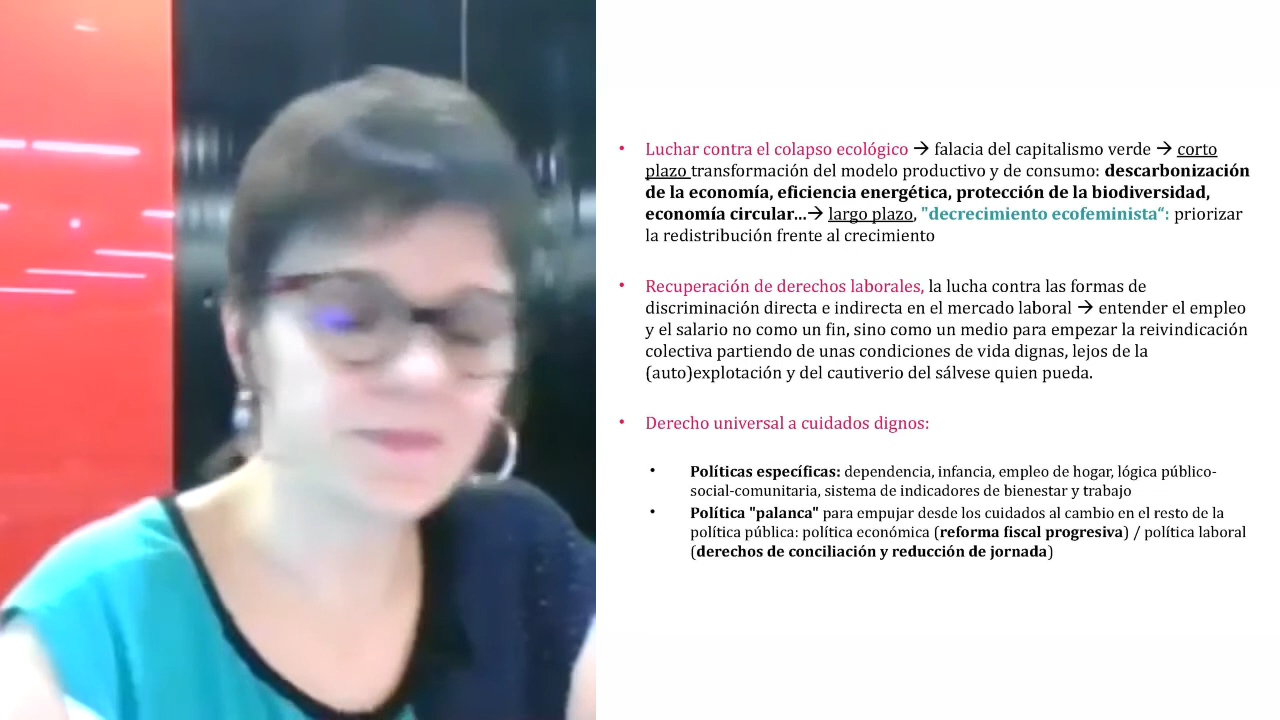 • Luchar contra el colapso ecológico → falacia del capitalismo verde → corto
plazo transformación del modelo productivo y de consumo: descarbonización
de la economía, eficiencia energética, protección de la biodiversidad,
economía circular...→ largo plazo, "decrecimiento ecofeminista“: priorizar
la redistribución frente al crecimiento
• Recuperación de derechos laborales, la lucha contra las formas de
discriminación directa e indirecta en el mercado laboral → entender el empleo
y el salario no como un fin, sino como un medio para empezar la reivindicación
colectiva partiendo de unas condiciones de vida dignas, lejos de la
(auto)explotación y del cautiverio del sálvese quien pueda.
• Derecho universal a cuidados dignos:
• Políticas específicas: dependencia, infancia, empleo de hogar, lógica público-
social-comunitaria, sistema de indicadores de bienestar y trabajo
• Política "palanca" para empujar desde los cuidados al cambio en el resto de la
política pública: política económica (reforma fiscal progresiva) / política laboral
(derechos de conciliación y reducción de jornada)